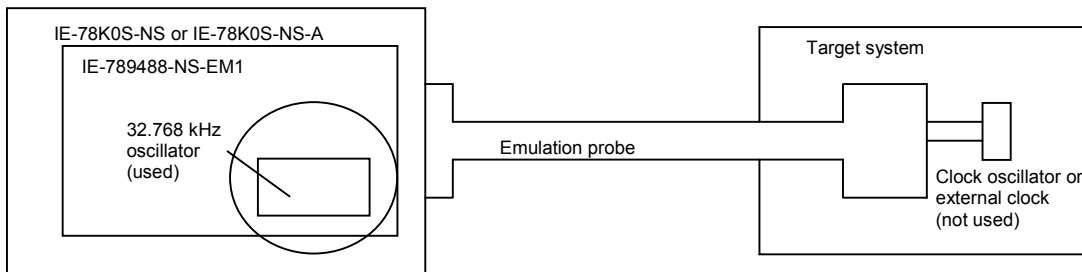 IE-78K0S-NS or IE-78K0S-NS-A
IE-789488-NS-EM1
32.768 kHz
oscillator
(used)
Emulation probe
Target system
Clock oscillator or
external clock
(not used)